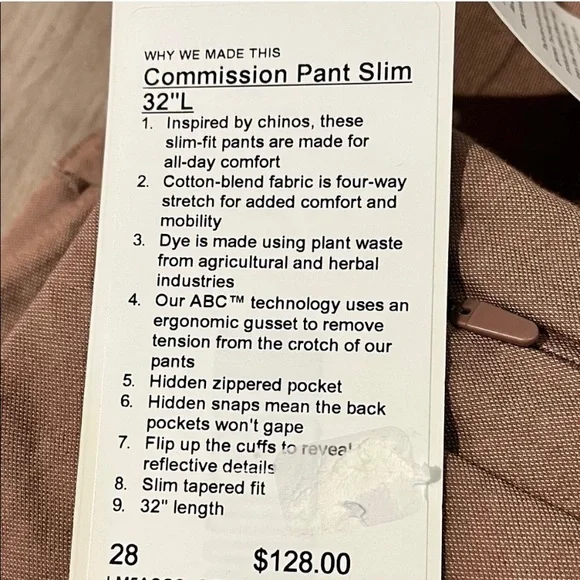 WHY WE MADE THIS
Commission Pant Slim
32"L
1. Inspired by chinos, these
slim-fit pants are made for
all-day comfort
2. Cotton-blend fabric is four-way
stretch for added comfort and
mobility
3. Dye is made using plant waste
from agricultural and herbal
industries
4. Our ABC™ technology uses an
ergonomic gusset to remove
tension from the crotch of our
pants
5. Hidden zippered pocket
6. Hidden snaps mean the back
pockets won't gape
7. Flip up the cuffs to reveal
reflective details
8. Slim tapered fit
9. 32" length
28 $128.00